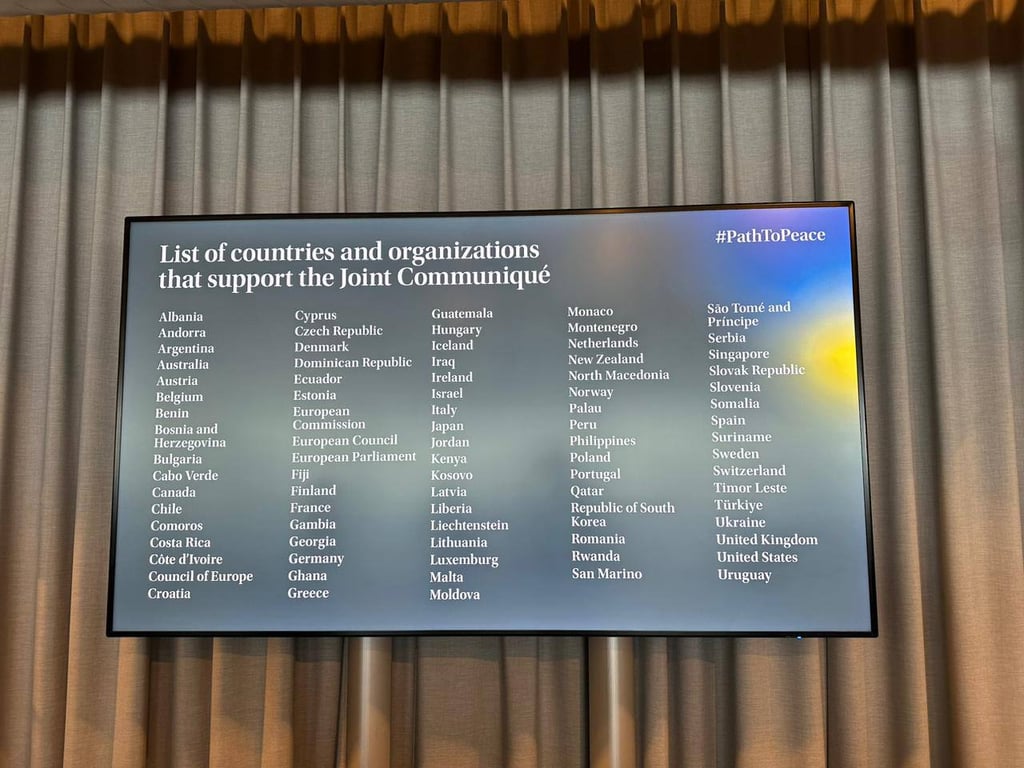 List of countries and organizations
that support the Joint Communiqué
#PathToPeace
Albania
Andorra
Argentina
Australia
Austria
Belgium
Benin
Bosnia and
Herzegovina
Bulgaria
Cabo Verde
Canada
Chile
Comoros
Costa Rica
Côte d'Ivoire
Council of Europe
Croatia
Cyprus
Czech Republic
Denmark
Dominican Republic
Ecuador
Estonia
European
Commission
European Council
European Parliament
Fiji
Finland
France
Gambia
Georgia
Germany
Ghana
Greece
Guatemala
Hungary
Iceland
Iraq
Ireland
Israel
Italy
Japan
Jordan
Kenya
Kosovo
Latvia
Liberia
Liechtenstein
Lithuania
Luxemburg
Malta
Moldova
Monaco
Montenegro
Netherlands
New Zealand
North Macedonia
Norway
Palau
Peru
Philippines
Poland
Portugal
Qatar
Republic of South
Korea
Romania
Rwanda
San Marino
São Tomé and
Príncipe
Serbia
Singapore
Slovak Republic
Slovenia
Somalia
Spain
Suriname
Sweden
Switzerland
Timor Leste
Türkiye
Ukraine
United Kingdom
United States
Uruguay